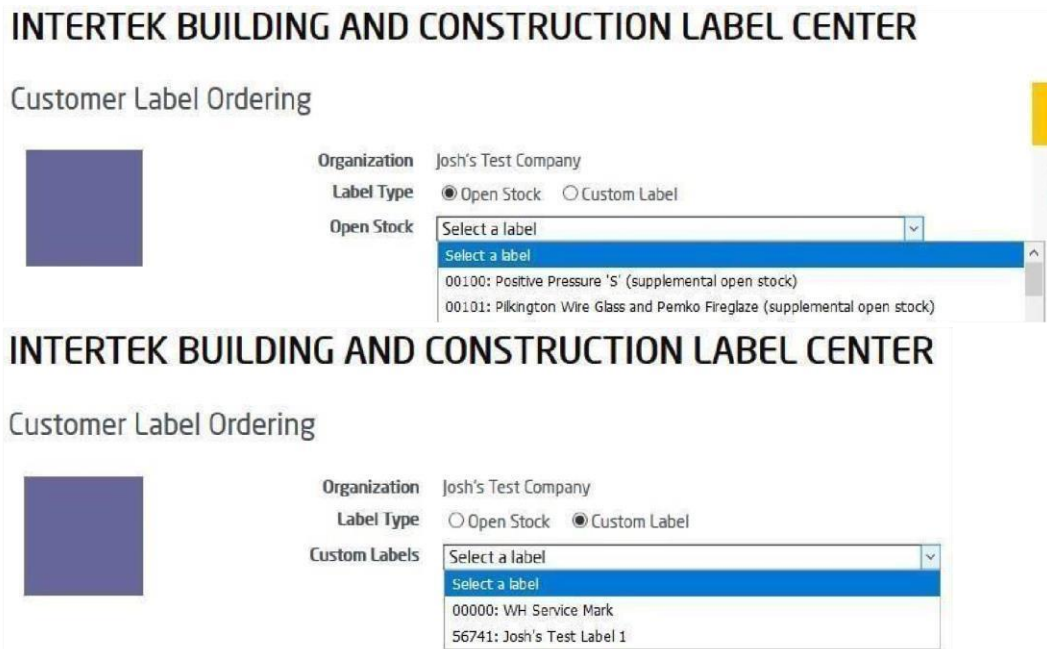 INTERTEK BUILDING AND CONSTRUCTION LABEL CENTER
Customer Label Ordering
Organization Josh's Test Company
Label Type Open Stock Custom Label
Open Stock Select a label
Select a label
00100: Positive Pressure 'S' (supplemental open stock)
00101: Pilkington Wire Glass and Pemko Fireglaze (supplemental open stock)
INTERTEK BUILDING AND CONSTRUCTION LABEL CENTER
Customer Label Ordering
Organization Josh's Test Company
Label Type Open Stock Custom Label
Custom Labels Select a label
Select a label
00000: WH Service Mark
56741: Josh's Test Label 1